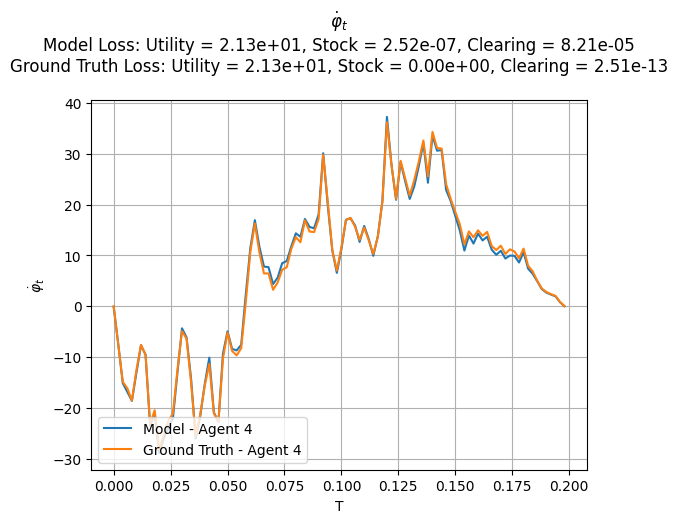 φ̇ₜ
Model Loss: Utility = 2.13e+01, Stock = 2.52e-07, Clearing = 8.21e-05
Ground Truth Loss: Utility = 2.13e+01, Stock = 0.00e+00, Clearing = 2.51e-13
40
30
20
10
0
−10
−20
−30
φ̇ₜ
Model - Agent 4
Ground Truth - Agent 4
0.000 0.025 0.050 0.075 0.100 0.125 0.150 0.175 0.200
T